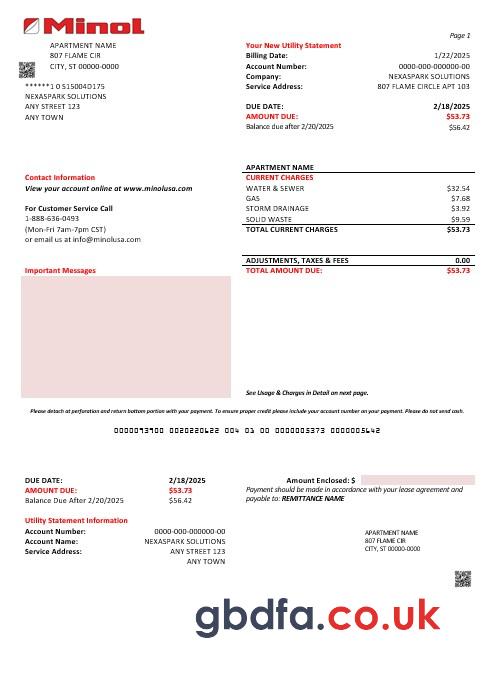 Minol
Page 1
APARTMENT NAME
807 FLAME CIR
CITY, ST 00000-0000
******1 0 515004D175
NEXASPARK SOLUTIONS
ANY STREET 123
ANY TOWN
Your New Utility Statement
Billing Date: 1/22/2025
Account Number: 0000-000-000000-00
Company: NEXASPARK SOLUTIONS
Service Address: 807 FLAME CIRCLE APT 103
DUE DATE: 2/18/2025
AMOUNT DUE: $53.73
Balance due after 2/20/2025 $56.42
Contact Information
View your account online at www.minolusa.com
For Customer Service Call
1-888-636-0493
(Mon-Fri 7am-7pm CST)
or email us at info@minolusa.com
APARTMENT NAME
CURRENT CHARGES
WATER & SEWER $32.54
GAS $7.68
STORM DRAINAGE $3.92
SOLID WASTE $9.59
TOTAL CURRENT CHARGES $53.73
ADJUSTMENTS, TAXES & FEES 0.00
TOTAL AMOUNT DUE: $53.73
Important Messages
See Usage & Charges in Detail on next page.
Please detach at perforation and return bottom portion with your payment. To ensure proper credit please include your account number on your payment. Please do not send cash.
0000093900 0020220622 004 01 00 0000005373 0000005642
DUE DATE: 2/18/2025
AMOUNT DUE: $53.73
Balance Due After 2/20/2025 $56.42
Amount Enclosed: $
Payment should be made in accordance with your lease agreement and
payable to: REMITTANCE NAME
Utility Statement Information
Account Number: 0000-000-000000-00
Account Name: NEXASPARK SOLUTIONS
Service Address: ANY STREET 123
ANY TOWN
APARTMENT NAME
807 FLAME CIR
CITY, ST 00000-0000
gbdfa.co.uk